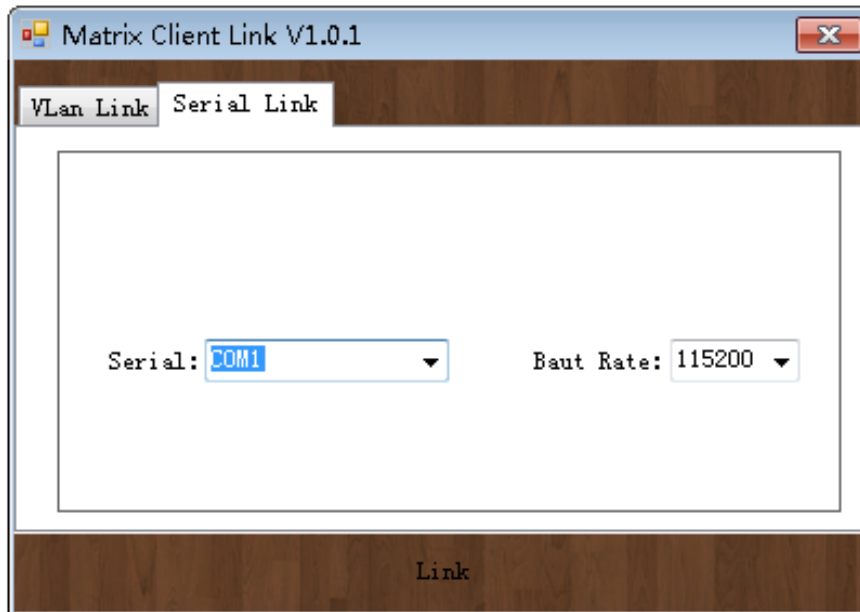 Matrix Client Link V1.0.1
VLan Link Serial Link
Serial: COM1 Baut Rate: 115200
Link